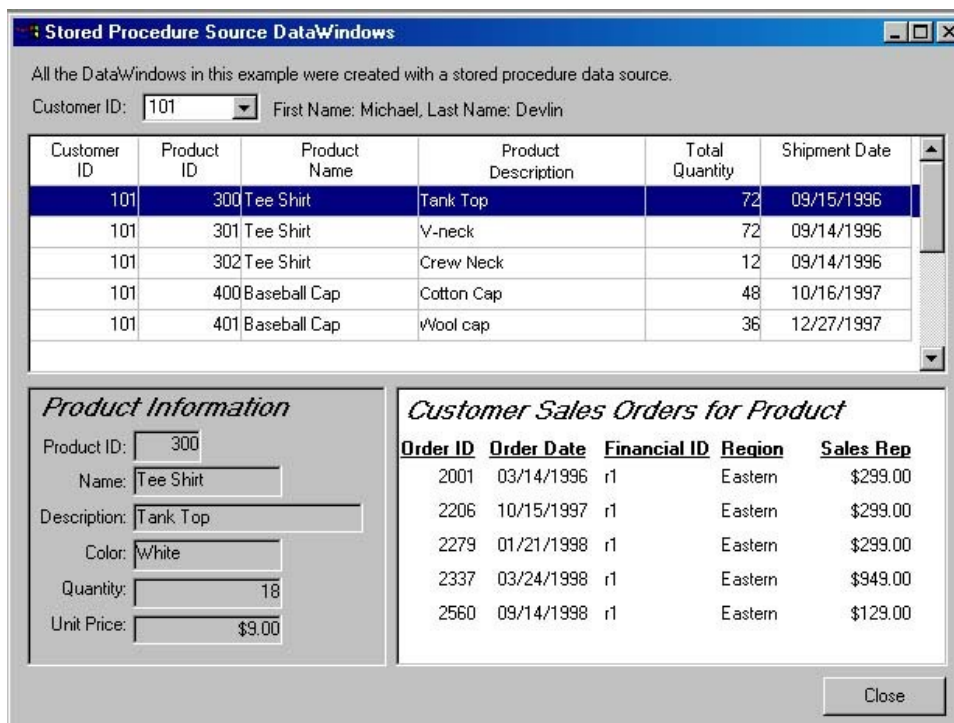 Stored Procedure Source DataWindows
All the DataWindows in this example were created with a stored procedure data source.
Customer ID: 101 First Name: Michael, Last Name: Devlin
Customer ID Product ID Product Name Product Description Total Quantity Shipment Date
101 300 Tee Shirt Tank Top 72 09/15/1996
101 301 Tee Shirt V-neck 72 09/14/1996
101 302 Tee Shirt Crew Neck 12 09/14/1996
101 400 Baseball Cap Cotton Cap 48 10/16/1997
101 401 Baseball Cap Wool cap 36 12/27/1997
Product Information
Product ID: 300
Name: Tee Shirt
Description: Tank Top
Color: White
Quantity: 18
Unit Price: $9.00
Customer Sales Orders for Product
Order ID Order Date Financial ID Region Sales Rep
2001 03/14/1996 r1 Eastern $299.00
2206 10/15/1997 r1 Eastern $299.00
2279 01/21/1998 r1 Eastern $299.00
2337 03/24/1998 r1 Eastern $949.00
2560 09/14/1998 r1 Eastern $129.00
Close